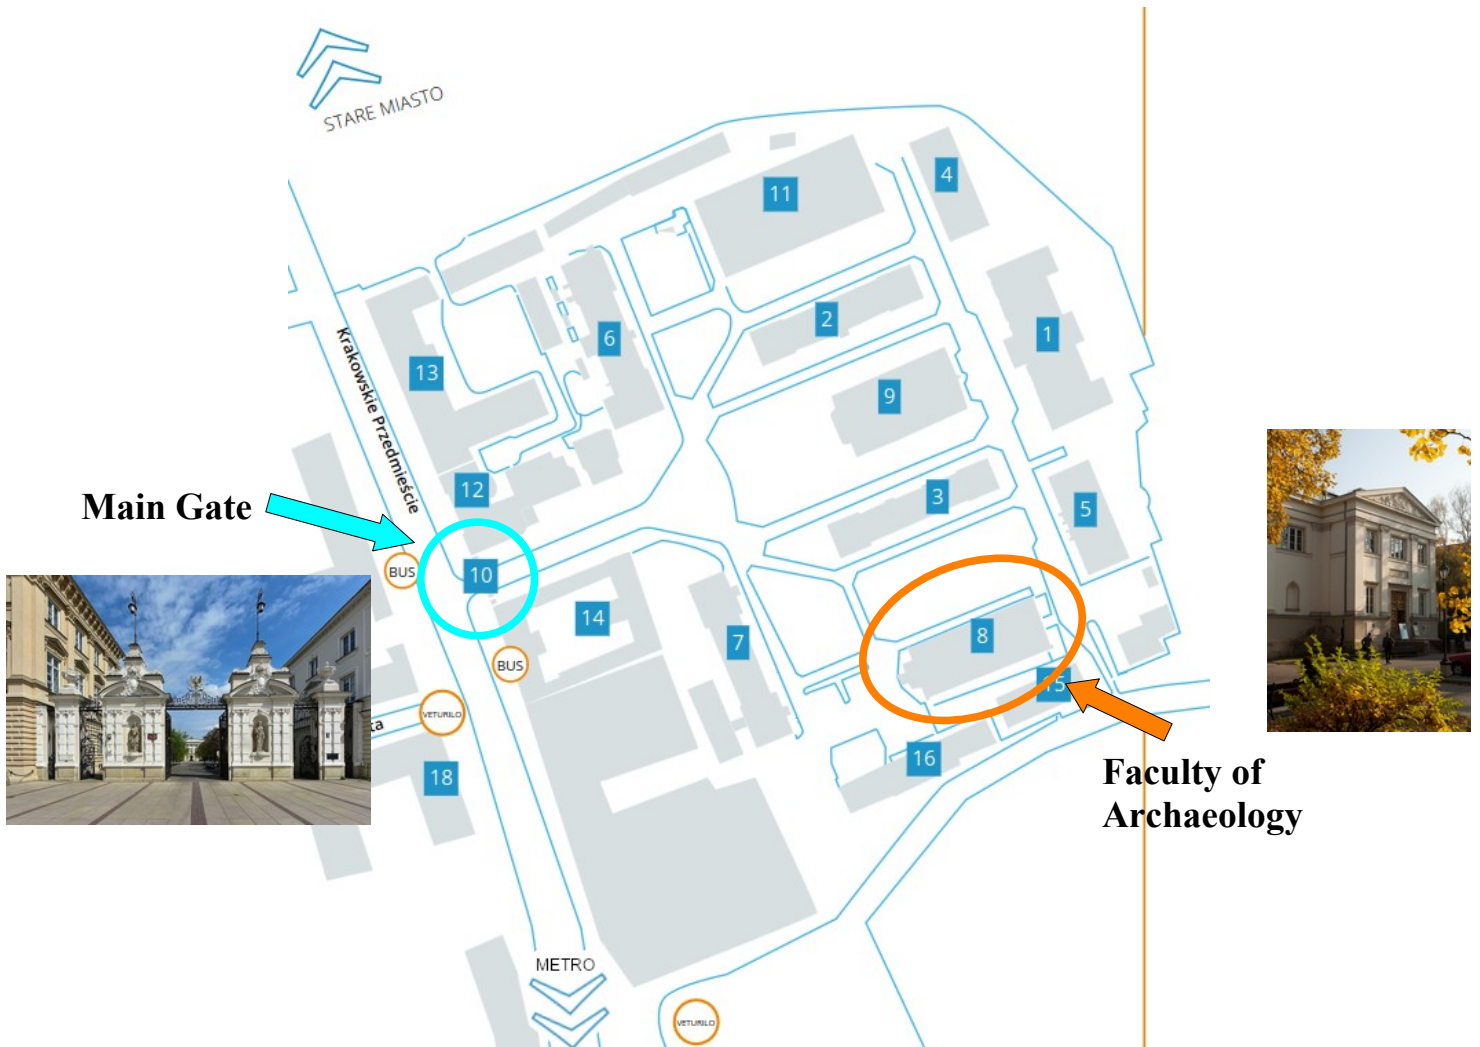 STARE MIASTO
4
11
2
1
6
Krakowskie Przedmieście
13
9
12
3
5
Main Gate
BUS
10
14
8
7
BUS
15
VETURILO
ta
16
18
Faculty of
Archaeology
METRO
VETURILO